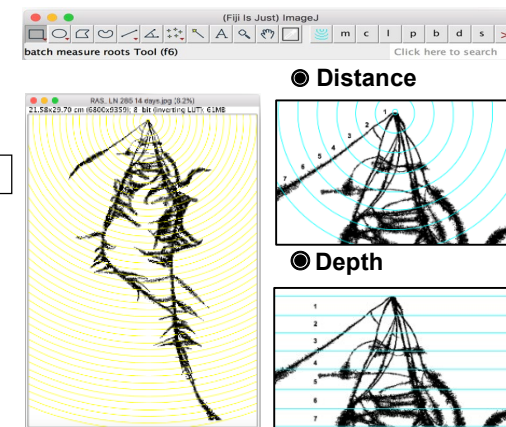 (Fiji Is Just) ImageJ
A m c l p b d s >
batch measure roots Tool (f6) Click here to search
RAS_LN 286 14 days.jpg (8.2%)
21.58x29.70 cm (6800x9359); 8 bit (inverting LUT); 61MB
◉ Distance
1
2
3
4
5
6
7
◉ Depth
1
2
3
4
5
6
7